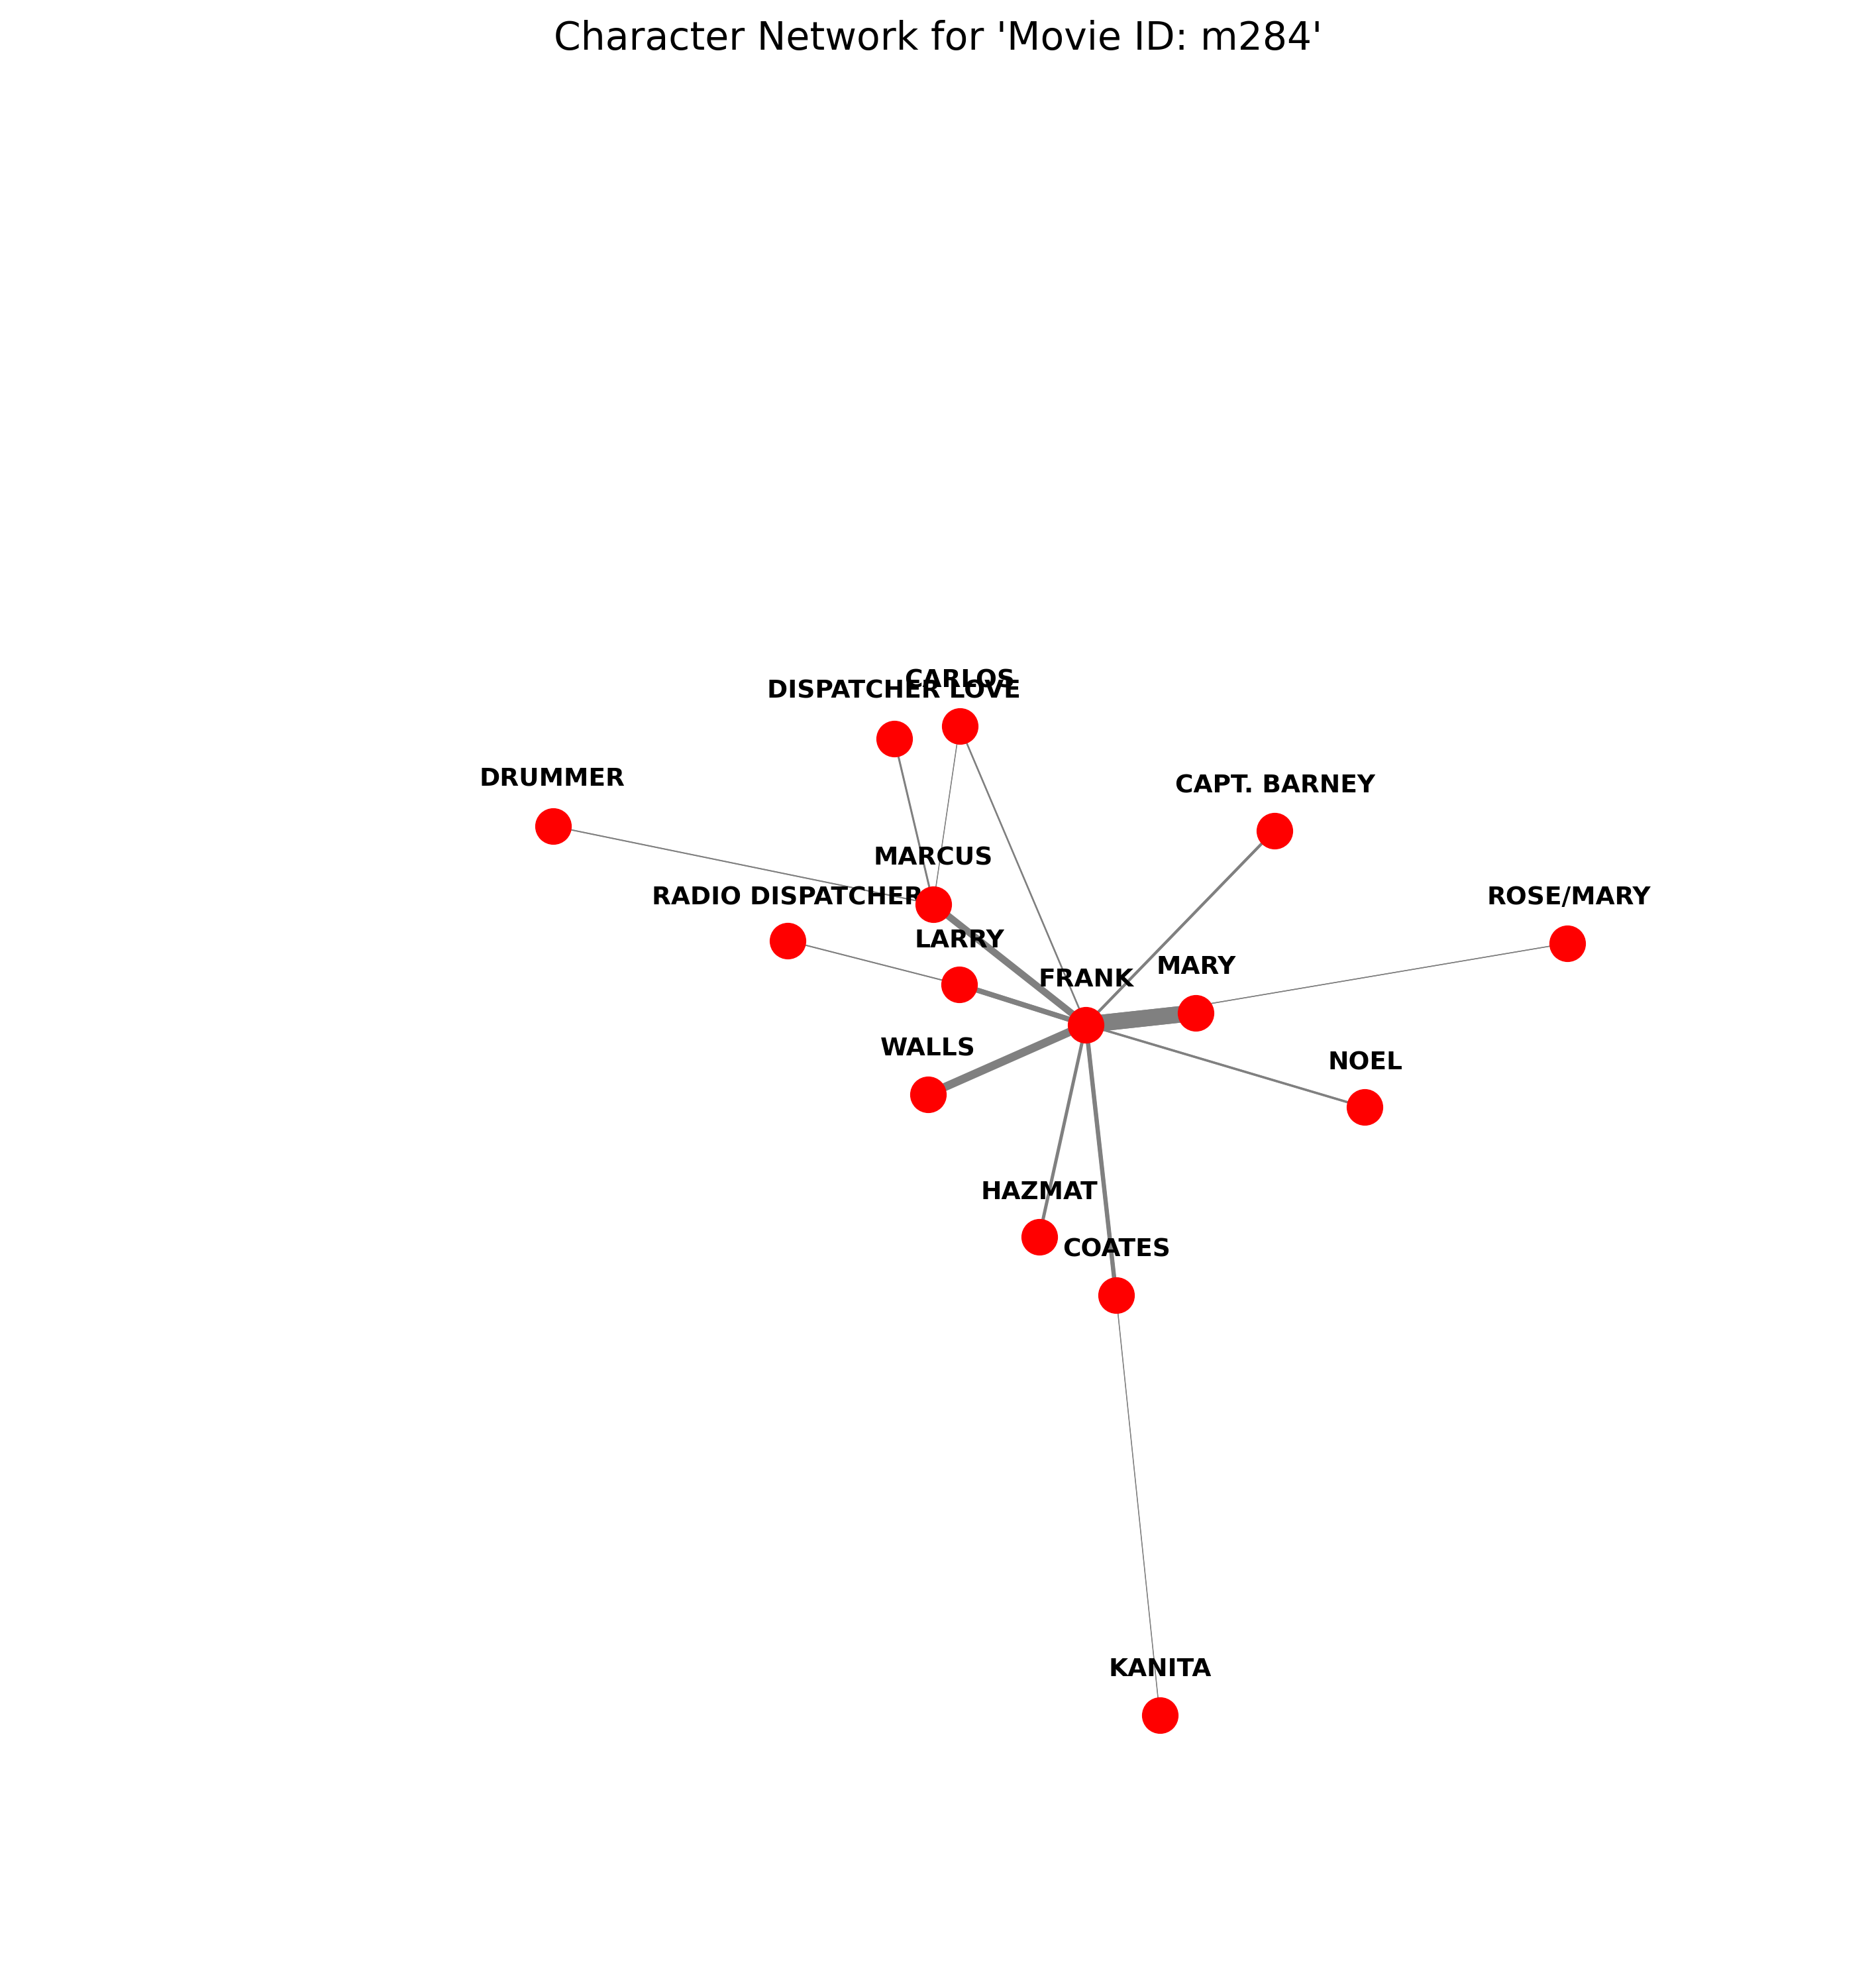 Character Network for 'Movie ID: m284'
CARLOS
DISPATCHER LOVE
DRUMMER
CAPT. BARNEY
MARCUS
RADIO DISPATCHER
ROSE/MARY
LARRY
MARY
FRANK
WALLS
NOEL
HAZMAT
COATES
KANITA